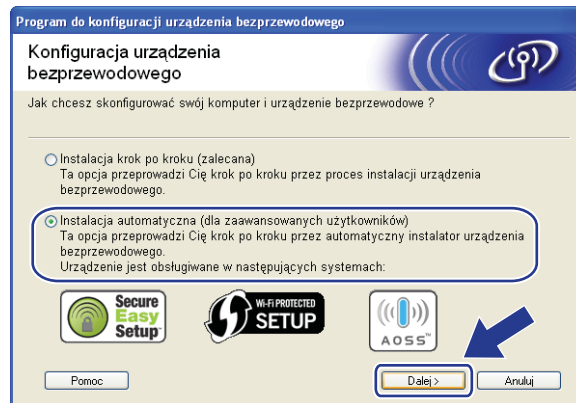 Program do konfiguracji urządzenia bezprzewodowego
Konfiguracja urządzenia
bezprzewodowego
Jak chcesz skonfigurować swój komputer i urządzenie bezprzewodowe ?
Instalacja krok po kroku (zalecana)
Ta opcja przeprowadzi Cię krok po kroku przez proces instalacji urządzenia
bezprzewodowego.
Instalacja automatyczna (dla zaawansowanych użytkowników)
Ta opcja przeprowadzi Cię krok po kroku przez automatyczny instalator urządzenia
bezprzewodowego.
Urządzenie jest obsługiwane w następujących systemach:
Secure
Easy
Setup™
WI-FI PROTECTED
SETUP
AOSS™
Pomoc
Dalej >
Anuluj